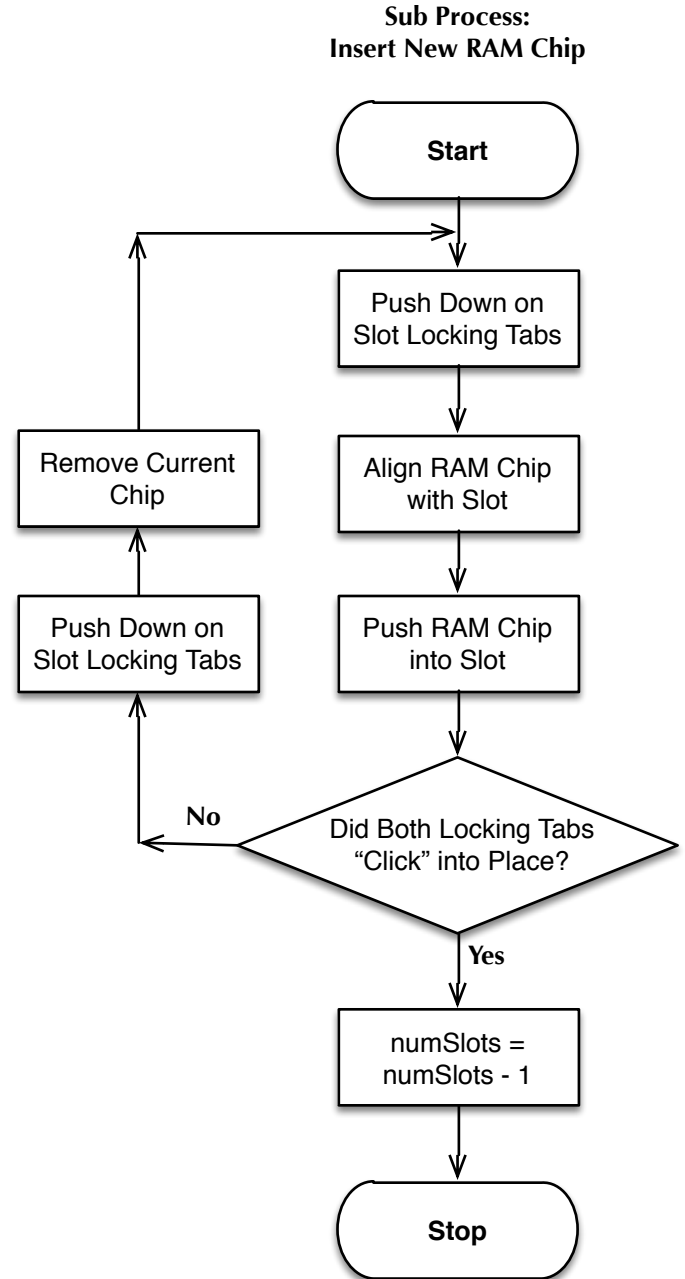 Sub Process:
Insert New RAM Chip
Start
Push Down on
Slot Locking Tabs
Align RAM Chip
with Slot
Push RAM Chip
into Slot
Did Both Locking Tabs
“Click” into Place?
No
Push Down on
Slot Locking Tabs
Remove Current
Chip
Yes
numSlots =
numSlots - 1
Stop